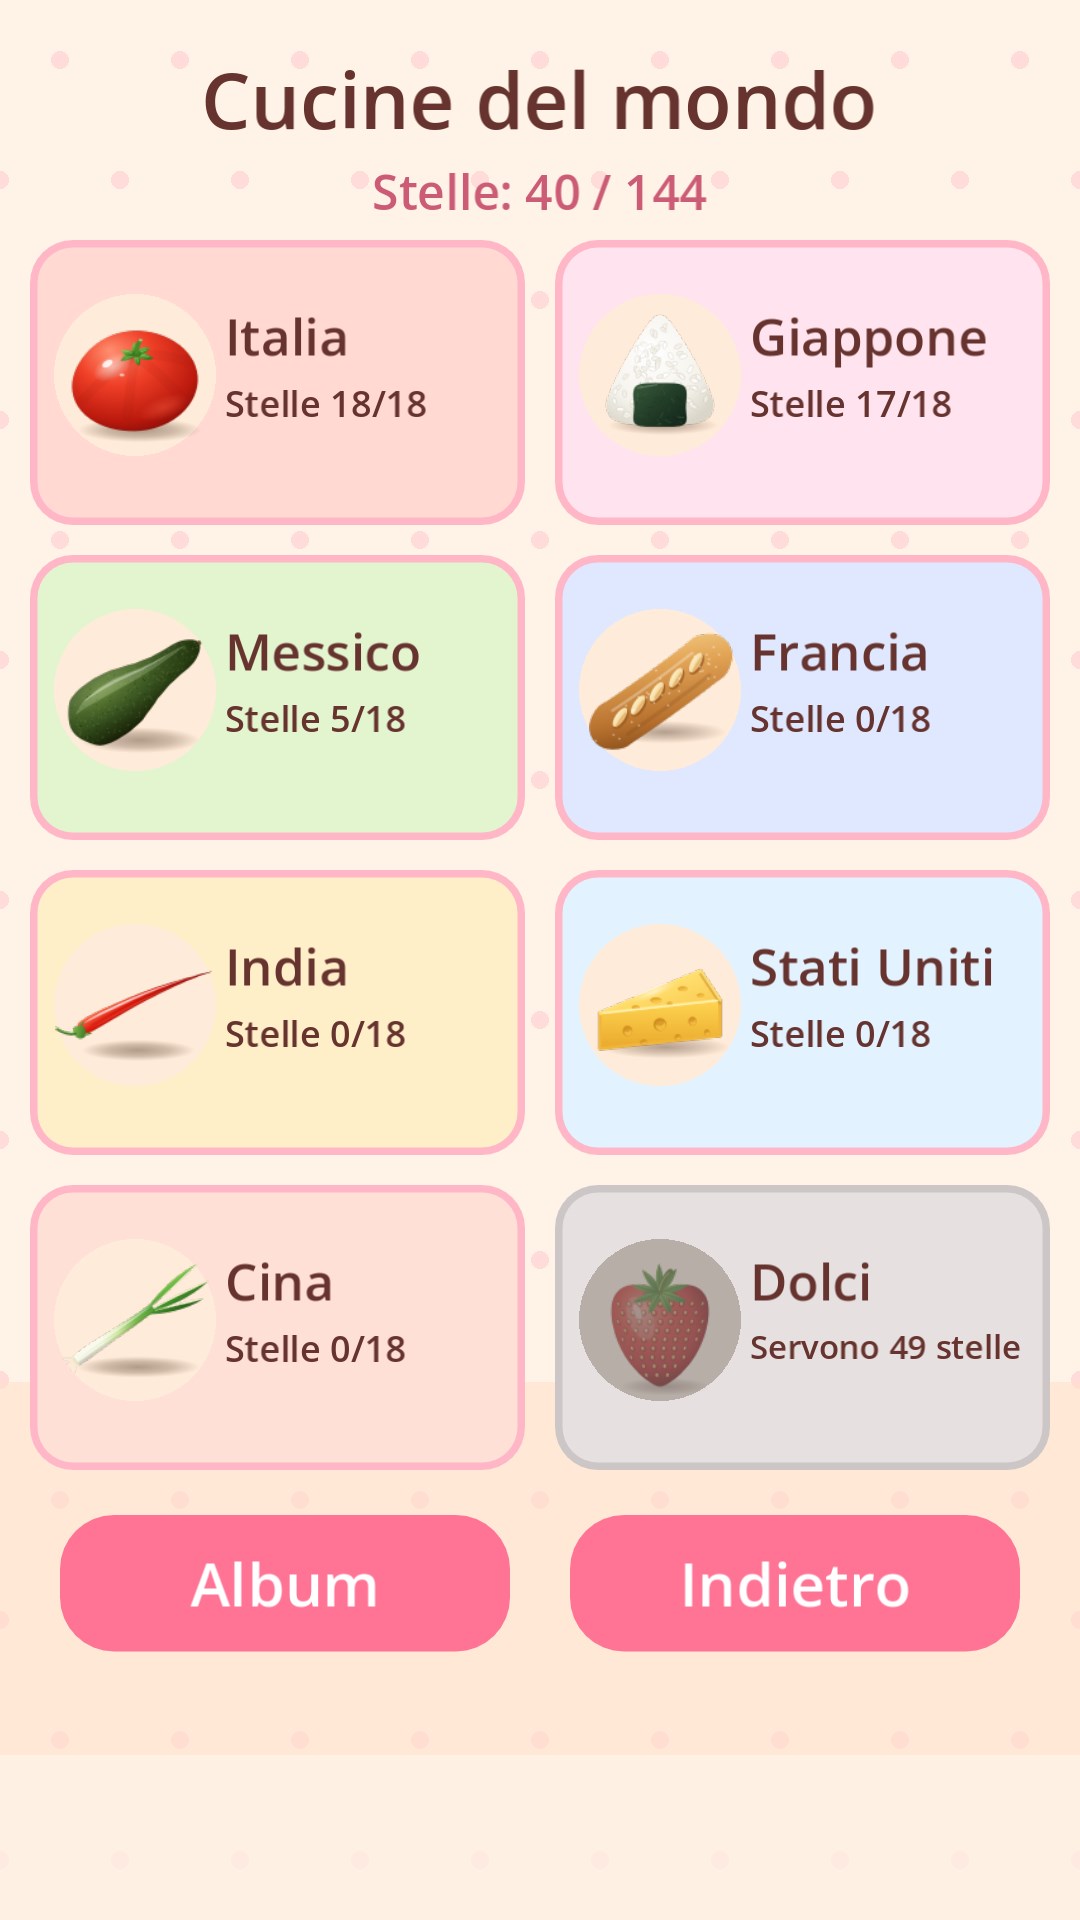 Cucine del mondo
Stelle: 40 / 144
Italia
Stelle 18/18
Giappone
Stelle 17/18
Messico
Stelle 5/18
Francia
Stelle 0/18
India
Stelle 0/18
Stati Uniti
Stelle 0/18
Cina
Stelle 0/18
Dolci
Servono 49 stelle
Album
Indietro